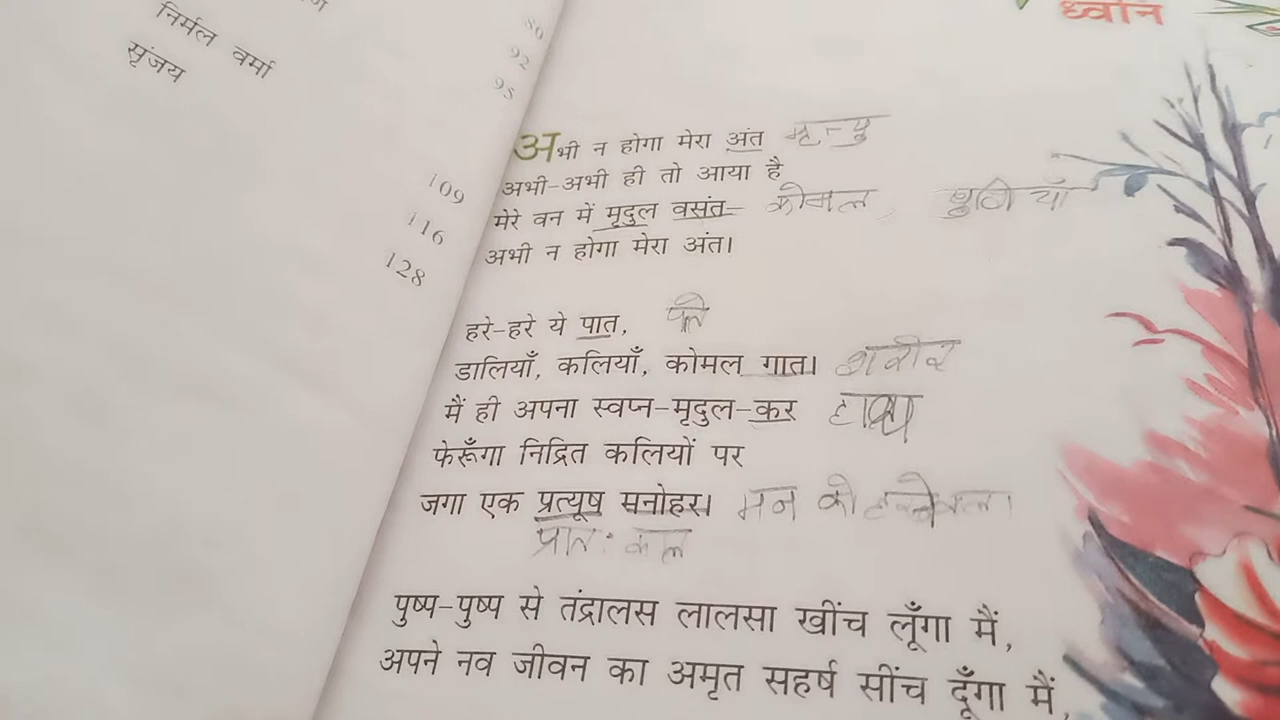 निर्मल वर्मा
सृंजय
80
92
95
109
116
128
ध्वनि
अभी न होगा मेरा अंत मृत्यु
अभी-अभी ही तो आया है
मेरे वन में मृदुल वसंत- कोमल,
अभी न होगा मेरा अंत।
हरे-हरे ये पात, पत्ते
डालियाँ, कलियाँ, कोमल गात। शरीर
मैं ही अपना स्वप्न-मृदुल-कर हाथ
फेरूँगा निद्रित कलियों पर
जगा एक प्रत्यूष मनोहर। मन को हरनेवाला
प्रात: काल
पुष्प-पुष्प से तंद्रालस लालसा खींच लूँगा मैं,
अपने नव जीवन का अमृत सहर्ष सींच दूँगा मैं,